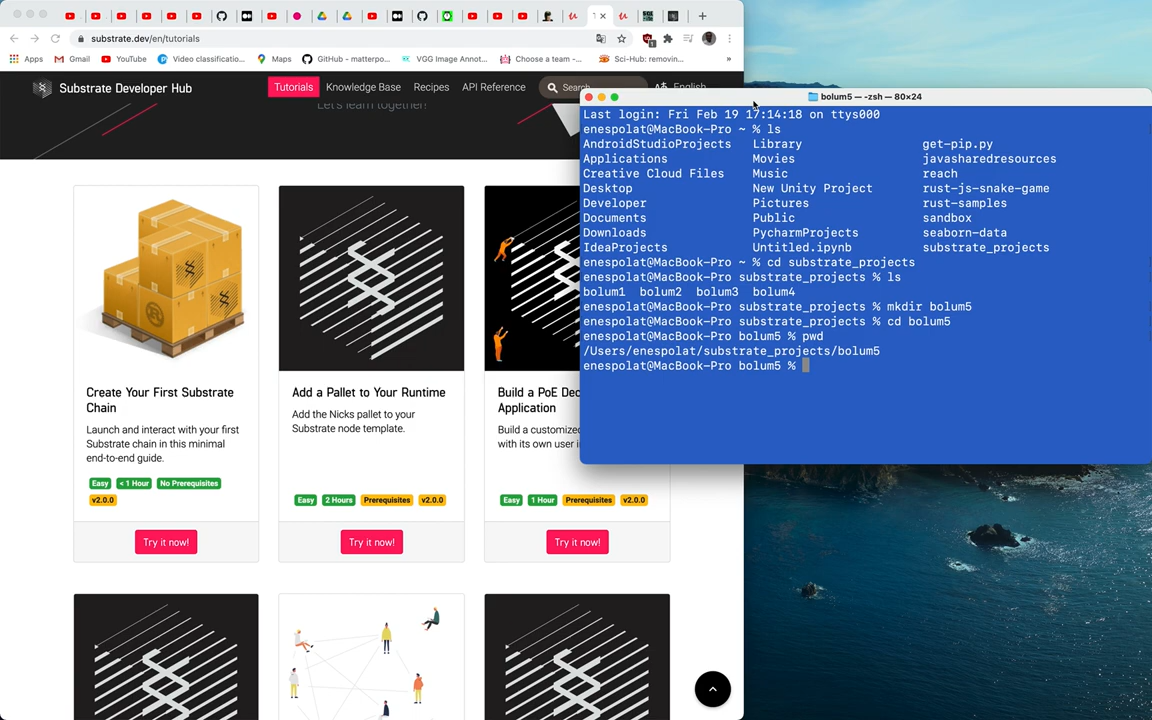 substrate.dev/en/tutorials
Apps
Gmail
YouTube
Video classificatio...
Maps
GitHub - matterpo...
VGG Image Annot...
Choose a team -...
Sci-Hub: removin...
»
Substrate Developer Hub
Tutorials
Knowledge Base
Recipes
API Reference
Search
English
Let's learn together!
Create Your First Substrate
Chain
Launch and interact with your first
Substrate chain in this minimal
end-to-end guide.
Easy
< 1 Hour
No Prerequisites
v2.0.0
Try it now!
Add a Pallet to Your Runtime
Add the Nicks pallet to your
Substrate node template.
Easy
2 Hours
Prerequisites
v2.0.0
Try it now!
Build a PoE Dec
Application
Build a customized
with its own user i
Easy
1 Hour
Prerequisites
v2.0.0
Try it now!
bolum5 — -zsh — 80×24
Last login: Fri Feb 19 17:14:18 on ttys000
enespolat@MacBook-Pro ~ % ls
AndroidStudioProjects Library get-pip.py
Applications Movies javasharedresources
Creative Cloud Files Music reach
Desktop New Unity Project rust-js-snake-game
Developer Pictures rust-samples
Documents Public sandbox
Downloads PycharmProjects seaborn-data
IdeaProjects Untitled.ipynb substrate_projects
enespolat@MacBook-Pro ~ % cd substrate_projects
enespolat@MacBook-Pro substrate_projects % ls
bolum1 bolum2 bolum3 bolum4
enespolat@MacBook-Pro substrate_projects % mkdir bolum5
enespolat@MacBook-Pro substrate_projects % cd bolum5
enespolat@MacBook-Pro bolum5 % pwd
/Users/enespolat/substrate_projects/bolum5
enespolat@MacBook-Pro bolum5 %